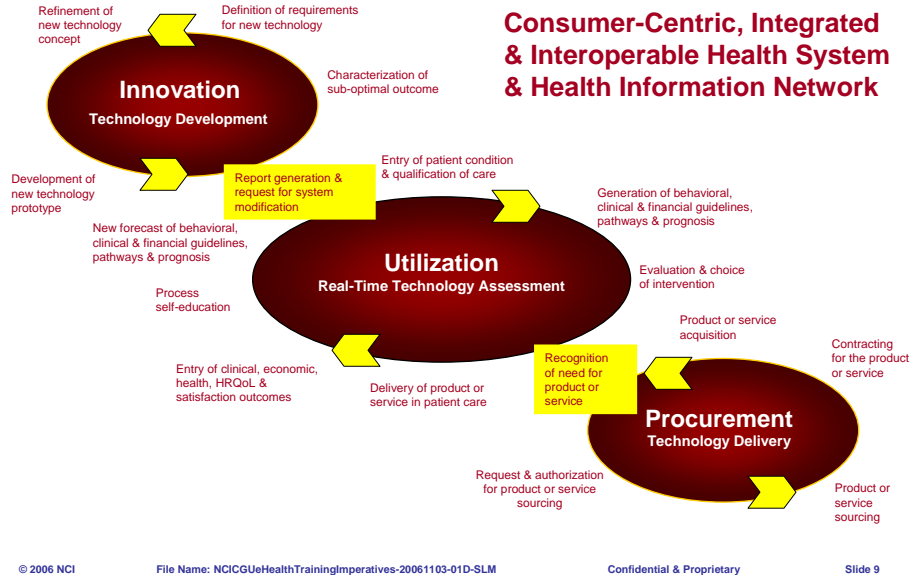 Consumer-Centric, Integrated
& Interoperable Health System
& Health Information Network
Refinement of
new technology
concept
Definition of requirements
for new technology
Characterization of
sub-optimal outcome
Innovation
Technology Development
Development of
new technology
prototype
Report generation &
request for system
modification
Entry of patient condition
& qualification of care
Generation of behavioral,
clinical & financial guidelines,
pathways & prognosis
New forecast of behavioral,
clinical & financial guidelines,
pathways & prognosis
Utilization
Real-Time Technology Assessment
Evaluation & choice
of intervention
Process
self-education
Product or service
acquisition
Contracting
for the product
or service
Recognition
of need for
product or
service
Entry of clinical, economic,
health, HRQoL &
satisfaction outcomes
Delivery of product or
service in patient care
Procurement
Technology Delivery
Request & authorization
for product or service
sourcing
Product or
service
sourcing
© 2006 NCI File Name: NCICGUeHealthTrainingImperatives-20061103-01D-SLM Confidential & Proprietary Slide 9